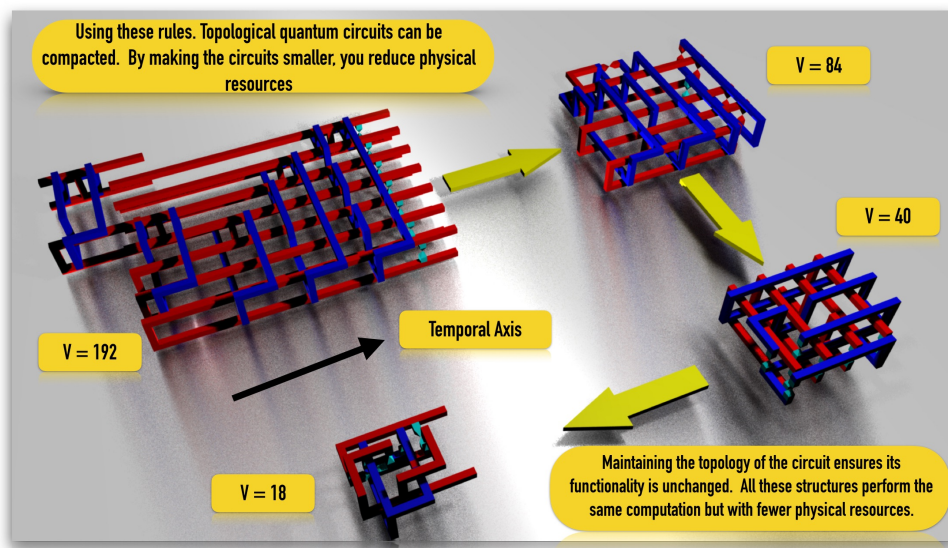 Using these rules. Topological quantum circuits can be
compacted. By making the circuits smaller, you reduce physical
resources
V = 84
V = 40
Temporal Axis
V = 192
V = 18
Maintaining the topology of the circuit ensures its
functionality is unchanged. All these structures perform the
same computation but with fewer physical resources.